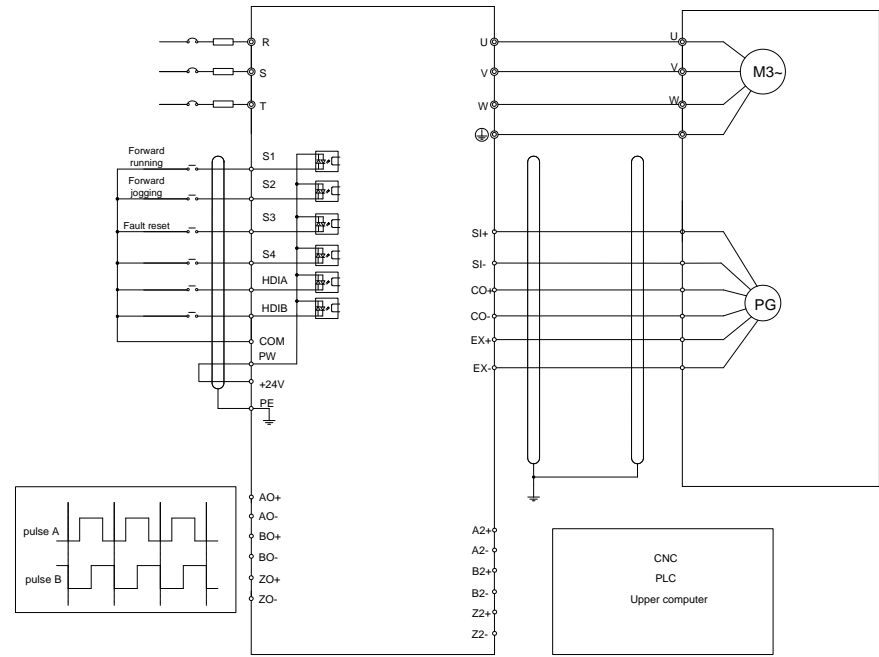 R
S
T
Forward
running
Forward
jogging
Fault reset
S1
S2
S3
S4
HDIA
HDIB
COM
PW
+24V
PE
U
V
W
U
V
W
M3~
SI+
SI-
CO+
CO-
EX+
EX-
PG
pulse A
pulse B
AO+
AO-
BO+
BO-
ZO+
ZO-
A2+
A2-
B2+
B2-
Z2+
Z2-
CNC
PLC
Upper computer